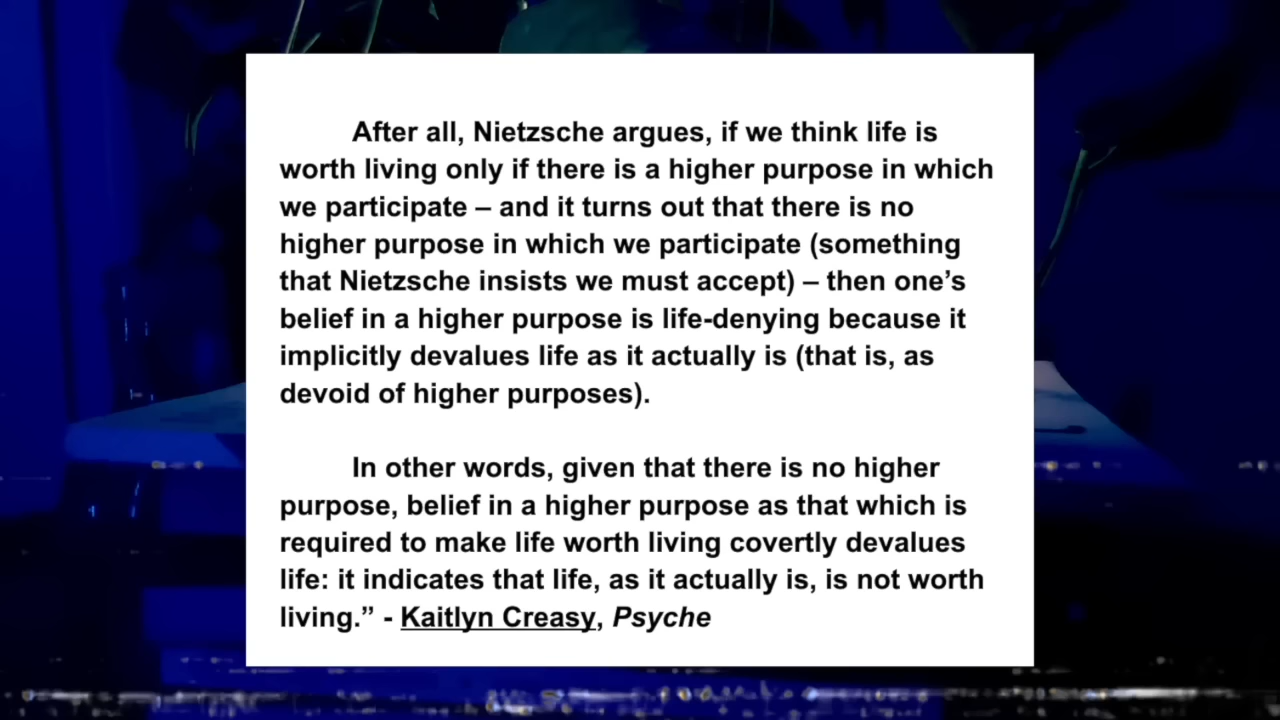 After all, Nietzsche argues, if we think life is
worth living only if there is a higher purpose in which
we participate – and it turns out that there is no
higher purpose in which we participate (something
that Nietzsche insists we must accept) – then one’s
belief in a higher purpose is life-denying because it
implicitly devalues life as it actually is (that is, as
devoid of higher purposes).
In other words, given that there is no higher
purpose, belief in a higher purpose as that which is
required to make life worth living covertly devalues
life: it indicates that life, as it actually is, is not worth
living.” - Kaitlyn Creasy, Psyche